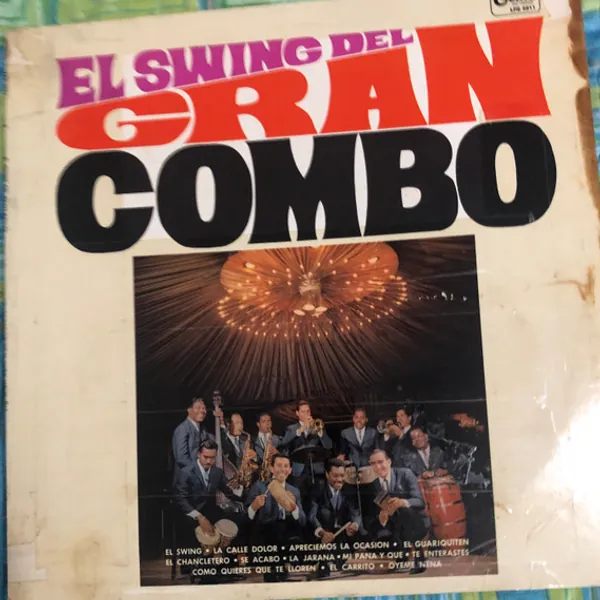 EL SWING DEL
GRAN
COMBO
EL SWING • LA CALLE DOLOR • APRECIEMOS LA OCASION • EL GUARIQUITEN
EL CHANCLETERO • SE ACABO • LA JARANA • MI PANA Y QUE • TE ENTERASTES
COMO QUIERES QUE TE LLOREN • EL CARRITO • OYEME NENA